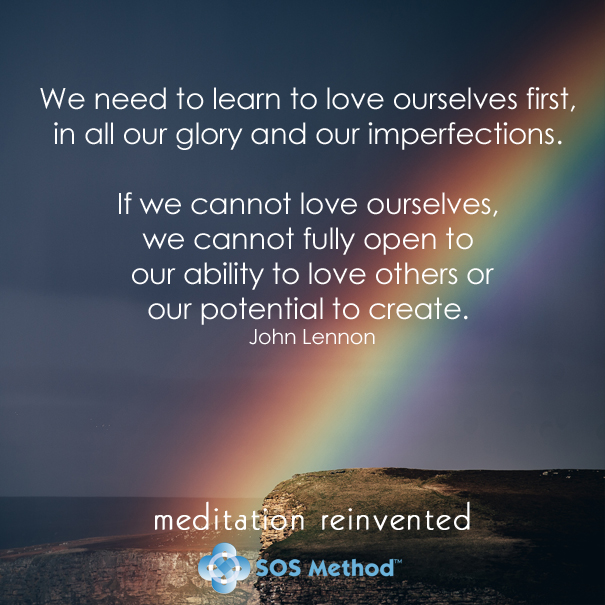 We need to learn to love ourselves first,
in all our glory and our imperfections.
If we cannot love ourselves,
we cannot fully open to
our ability to love others or
our potential to create.
John Lennon
meditation reinvented
SOS Method™